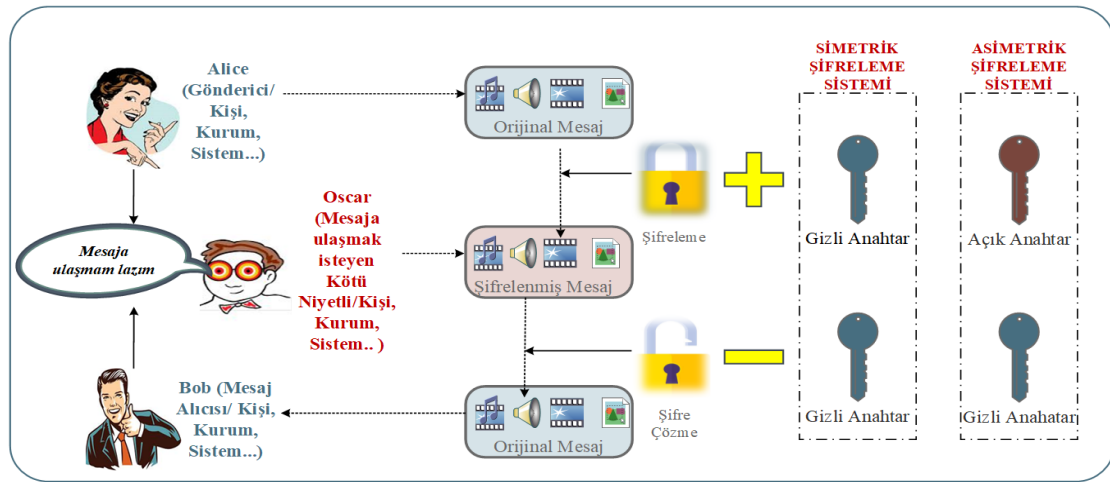 Alice
(Gönderici/
Kişi,
Kurum,
Sistem...)
Orijinal Mesaj
SİMETRİK
ŞİFRELEME
SİSTEMİ
ASİMETRİK
ŞİFRELEME
SİSTEMİ
Şifreleme
Gizli Anahtar
Açık Anahtar
Mesaja
ulaşmam lazım
Oscar
(Mesaja
ulaşmak
isteyen
Kötü
Niyetli/Kişi,
Kurum,
Sistem.. )
Şifrelenmiş Mesaj
Bob (Mesaj
Alıcısı/ Kişi,
Kurum,
Sistem...)
Orijinal Mesaj
Şifre
Çözme
Gizli Anahtar
Gizli Anahatar